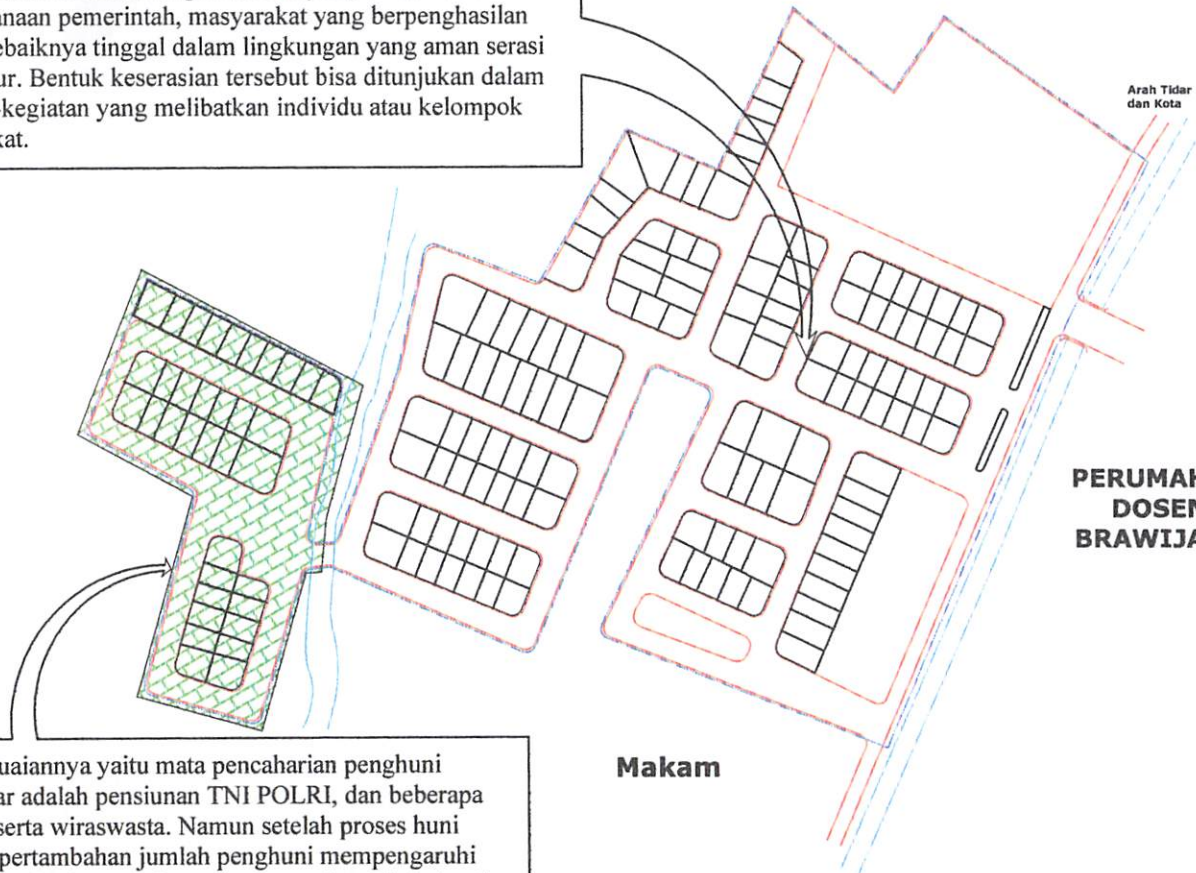 anaan pemerintah, masyarakat yang berpenghasilan
ebaiknya tinggal dalam lingkungan yang aman serasi
ur. Bentuk keserasian tersebut bisa ditunjukan dalam
-kegiatan yang melibatkan individu atau kelompok
kat.
Arah Tidar
dan Kota
PERUMAH
DOSEN
BRAWIJA
Makam
uaiannya yaitu mata pencaharian penghuni
ar adalah pensiunan TNI POLRI, dan beberapa
serta wiraswasta. Namun setelah proses huni
pertambahan jumlah penghuni mempengaruhi